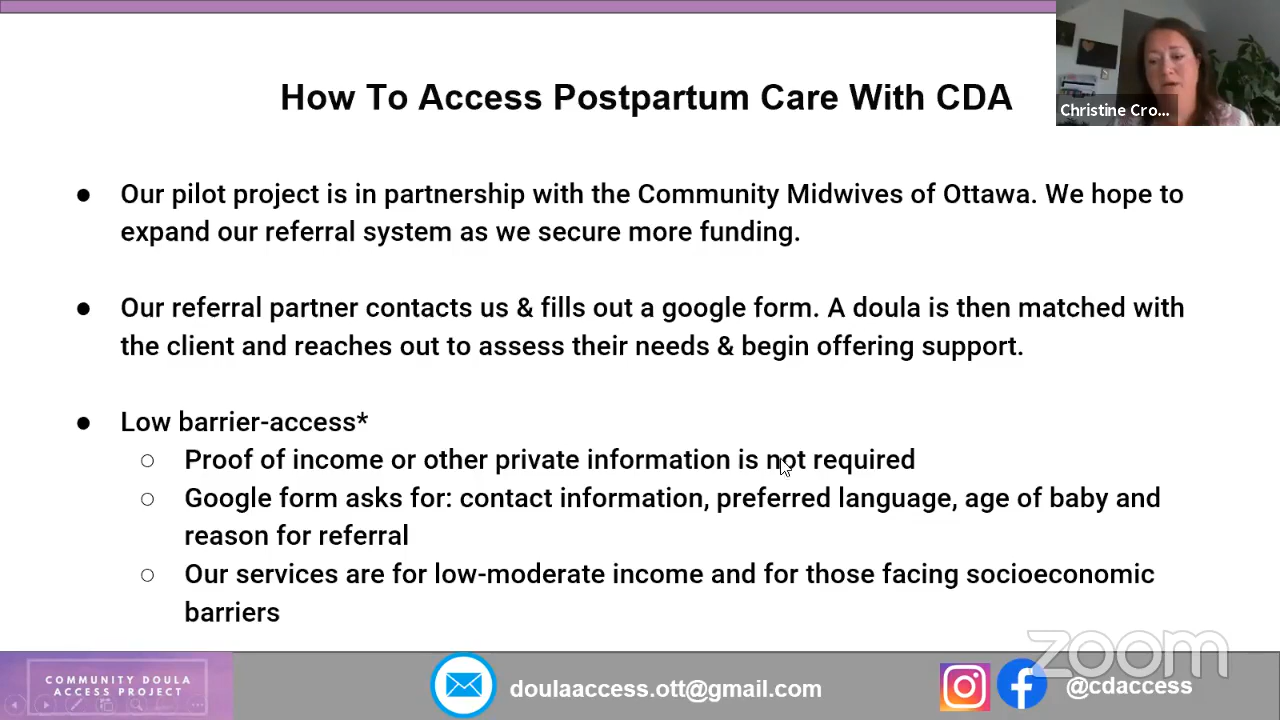 How To Access Postpartum Care With CDA
Christine Cro...
● Our pilot project is in partnership with the Community Midwives of Ottawa. We hope to
expand our referral system as we secure more funding.
● Our referral partner contacts us & fills out a google form. A doula is then matched with
the client and reaches out to assess their needs & begin offering support.
● Low barrier-access*
○ Proof of income or other private information is not required
○ Google form asks for: contact information, preferred language, age of baby and
reason for referral
○ Our services are for low-moderate income and for those facing socioeconomic
barriers
zoom
COMMUNITY DOULA
ACCESS PROJECT
doulaaccess.ott@gmail.com
@cdaccess